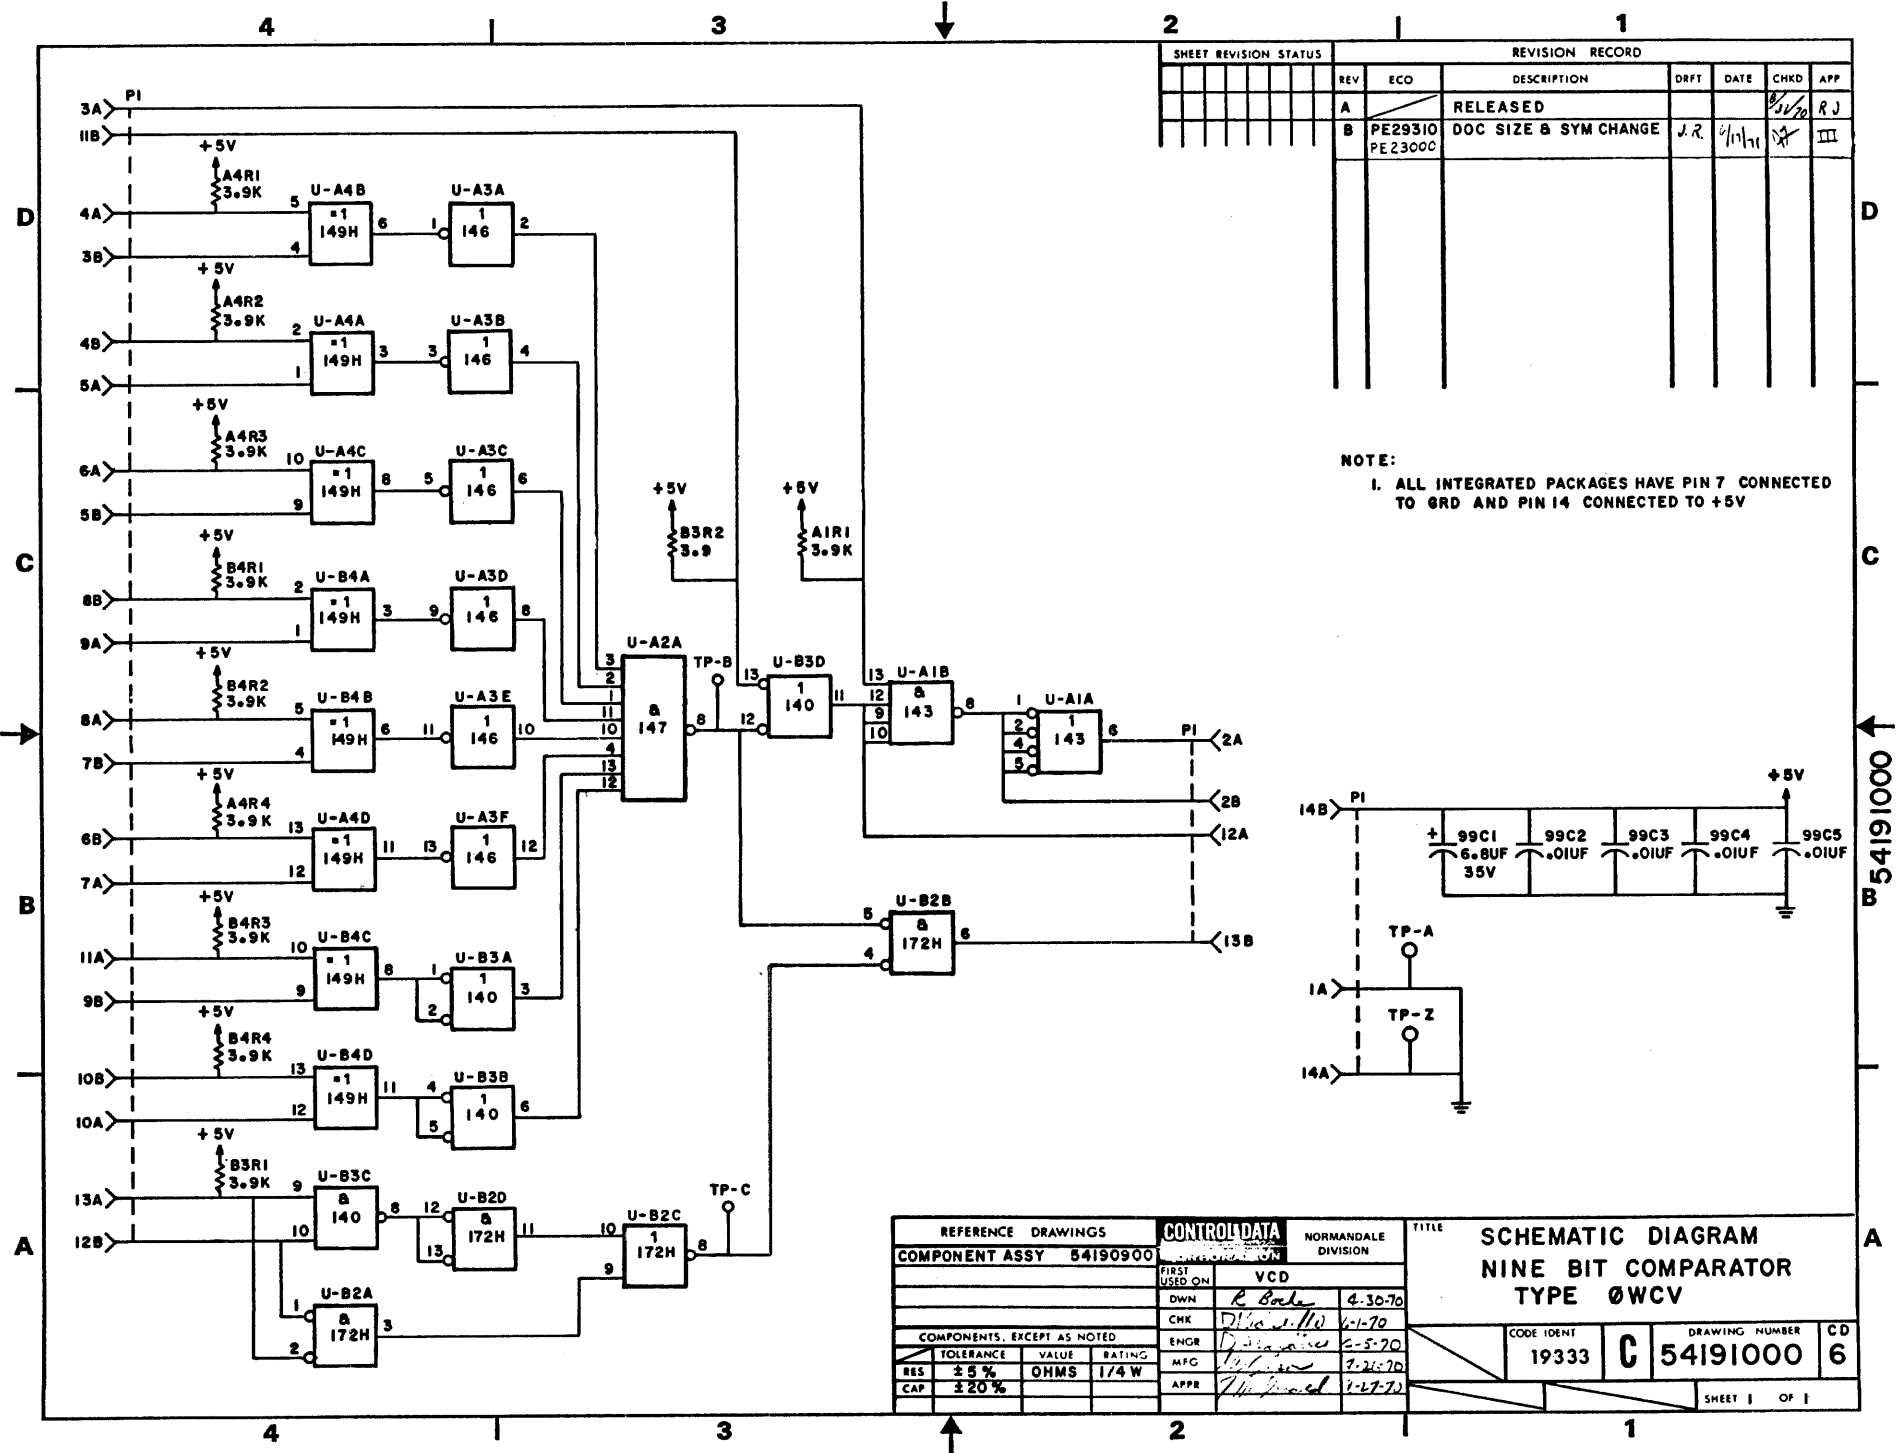 4 3 2 1
SHEET REVISION STATUS
REVISION RECORD
REV ECO DESCRIPTION DRFT DATE CHKD APP
A RELEASED RJ
B PE29310 DOC SIZE & SYM CHANGE J.R. 6/17/71 III
PE23000
D
C
B
A
P1
3A
11B
+5V
A4R1
3.9K
4A
5
U-A4B
=1
149H
6
1
U-A3A
1
146
2
3B
4
+5V
A4R2
3.9K
4B
2
U-A4A
=1
149H
3
3
U-A3B
1
146
4
5A
1
+5V
A4R3
3.9K
6A
10
U-A4C
=1
149H
8
5
U-A3C
1
146
6
5B
9
+5V
B4R1
3.9K
8B
2
U-B4A
=1
149H
3
9
U-A3D
1
146
8
9A
1
+5V
B4R2
3.9K
8A
5
U-B4B
=1
149H
6
11
U-A3E
1
146
10
7B
4
+5V
A4R4
3.9K
6B
13
U-A4D
=1
149H
11
13
U-A3F
1
146
12
7A
12
+5V
B4R3
3.9K
11A
10
U-B4C
=1
149H
8
1
2
U-B3A
1
140
3
9B
9
+5V
B4R4
3.9K
10B
13
U-B4D
=1
149H
11
4
5
U-B3B
1
140
6
10A
12
+5V
B3R1
3.9K
13A
9
U-B3C
&
140
8
12
13
U-B2D
&
172H
11
12B
10
1
2
U-B2A
&
172H
3
10
9
U-B2C
1
172H
8
TP-C
U-A2A
3
2
1
11
10
4
13
12
&
147
8
TP-B
+5V
B3R2
3.9
+5V
A1R1
3.9K
13
12
U-B3D
1
140
11
13
12
9
10
U-A1B
&
143
8
1
2
4
5
U-A1A
1
143
6
P1
2A
2B
12A
5
4
U-B2B
&
172H
6
13B
NOTE:
1. ALL INTEGRATED PACKAGES HAVE PIN 7 CONNECTED
TO GRD AND PIN 14 CONNECTED TO +5V
14B
P1
+5V
+ 99C1
6.8UF
35V
99C2
.01UF
99C3
.01UF
99C4
.01UF
99C5
.01UF
TP-A
1A
TP-Z
14A
54191000
D
C
B
A
REFERENCE DRAWINGS
COMPONENT ASSY 54190900
COMPONENTS, EXCEPT AS NOTED
TOLERANCE VALUE RATING
RES ±5% OHMS 1/4 W
CAP ±20%
CONTROL DATA
CORPORATION
NORMANDALE
DIVISION
FIRST
USED ON VCD
DWN 4-30-70
CHK 6-1-70
ENGR
MFG 7-21-70
APPR
TITLE
SCHEMATIC DIAGRAM
NINE BIT COMPARATOR
TYPE ØWCV
CODE IDENT
19333
C
DRAWING NUMBER
54191000
CD
6
SHEET 1 OF 1
4 3 2 1